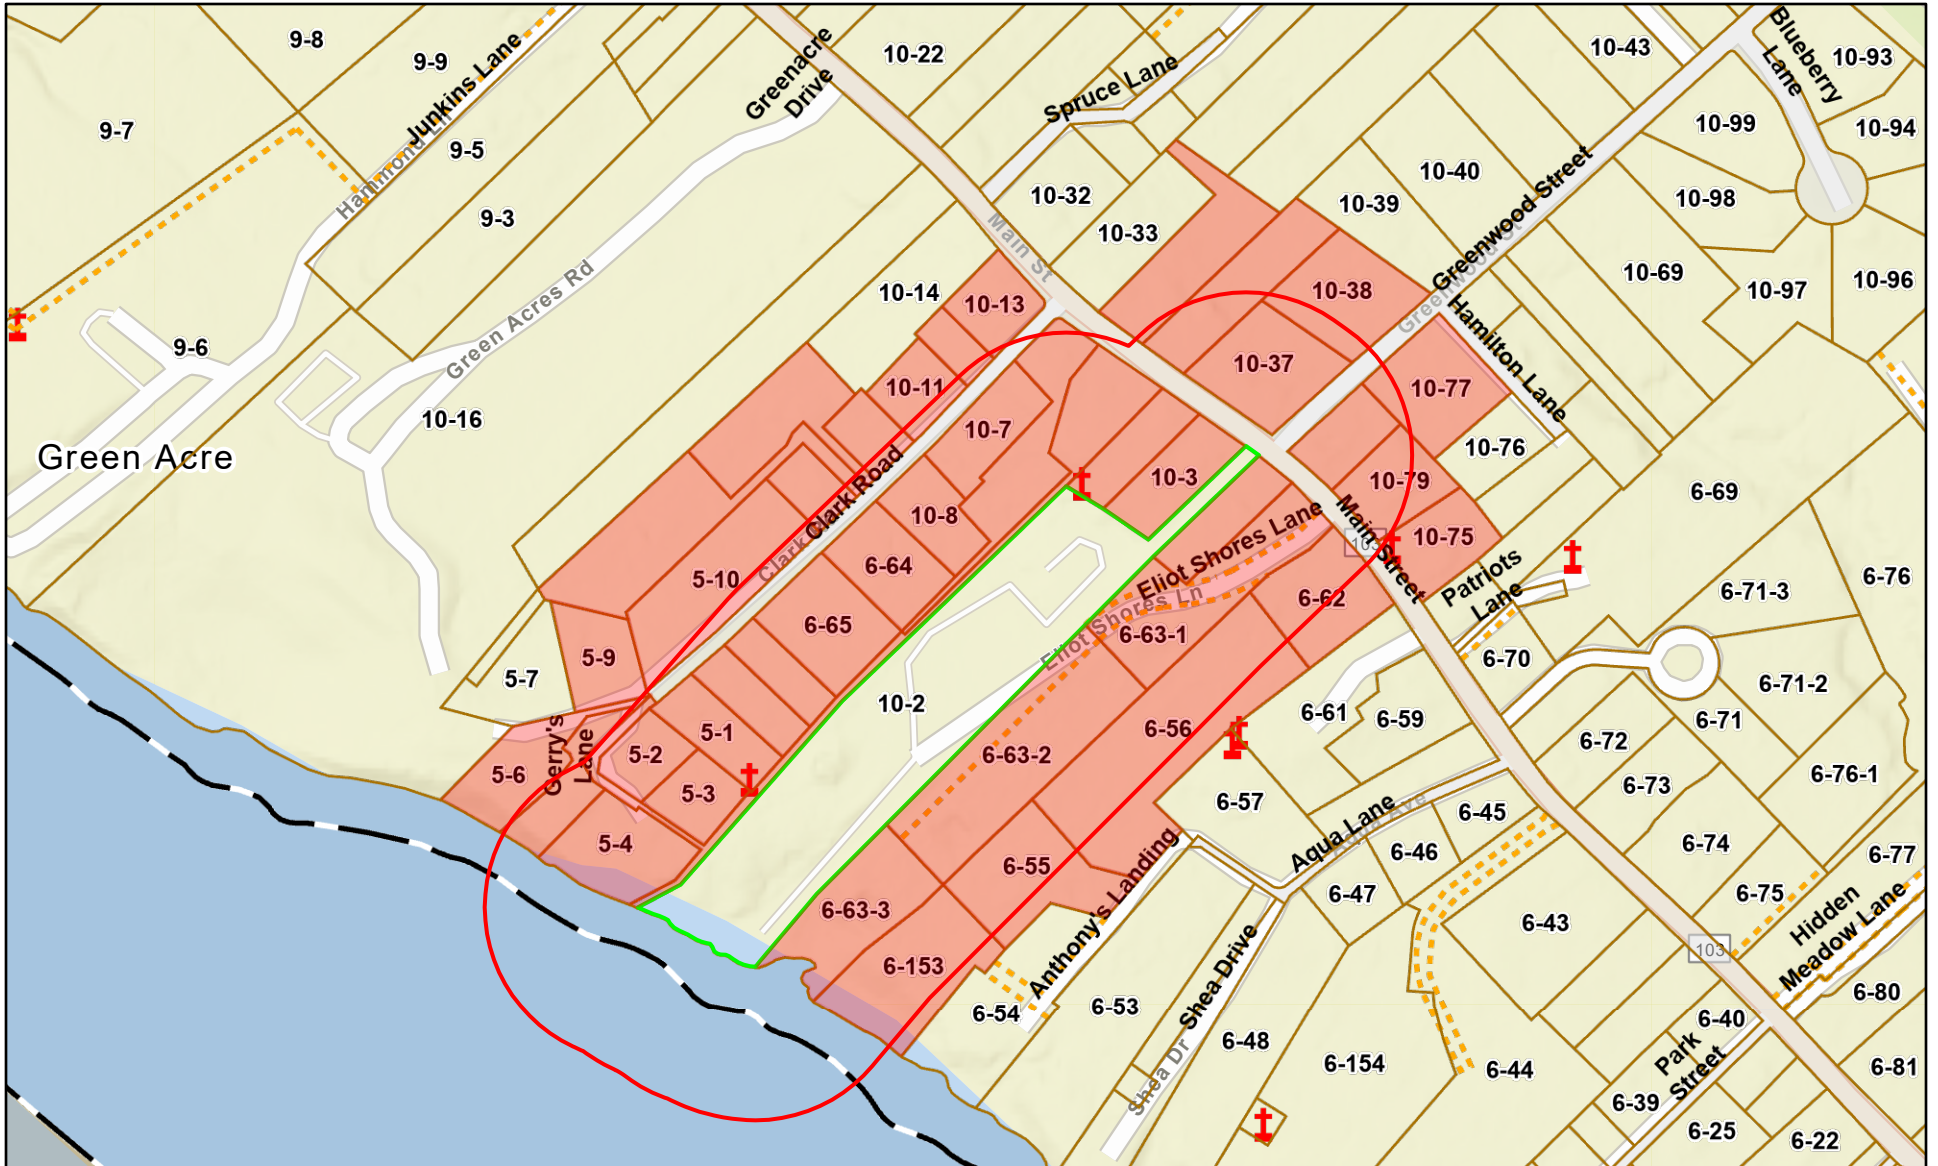 9-8
9-9
Junkins Lane
Hammond Ln
9-7
9-5
9-3
Greenacre
Drive
10-22
Spruce Lane
10-43
Blueberry
Lane
10-93
10-99
10-94
10-40
10-32
10-39
10-98
10-33
Main St
Greenwood Street
Greenwood St
10-69
10-97
10-96
10-14
10-13
10-38
Hamilton Lane
Green Acres Rd
9-6
10-37
10-11
10-77
10-16
10-7
10-76
Green Acre
10-3
10-79
6-69
Clark Road
Clark
10-8
Eliot Shores Lane
Eliot Shores Ln
Main Street
103
10-75
5-10
6-64
Patriots
Lane
6-71-3
6-76
6-62
6-65
6-63-1
5-9
5-7
6-70
6-71-2
10-2
6-61
6-59
6-71
5-1
6-56
6-72
Gerry's
Lane
5-2
6-63-2
5-6
5-3
6-73
6-76-1
6-57
Aqua Lane
Ave
6-45
5-4
6-46
6-74
6-77
6-55
6-47
6-75
Anthony's Landing
6-63-3
6-43
Hidden
Meadow Lane
103
6-153
Shea Drive
Shea Dr
6-54
6-53
6-80
6-40
6-48
6-154
6-44
Park
Street
6-81
6-39
6-25
6-22